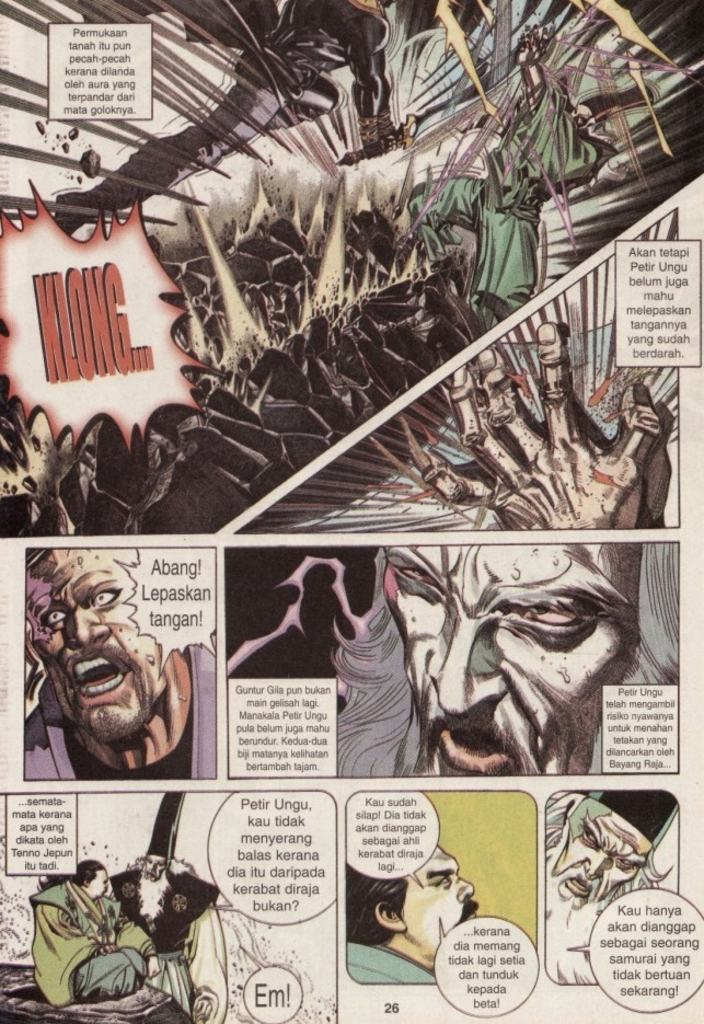 Permukaan
tanah itu pun
pecah-pecah
kerana dilanda
oleh aura yang
terpandar dari
mata goloknya.
KLONG...
Akan tetapi
Petir Ungu
belum juga
mahu
melepaskan
tangannya
yang sudah
berdarah.
Abang!
Lepaskan
tangan!
Guntur Gila pun bukan
main gelisah lagi.
Manakala Petir Ungu
pula belum juga mahu
berundur. Kedua-dua
biji matanya kelihatan
bertambah tajam.
Petir Ungu
telah mengambil
risiko nyawanya
untuk menahan
tetakan yang
dilancarkan oleh
Bayang Raja...
...semata-
mata kerana
apa yang
dikata oleh
Tenno Jepun
itu tadi.
Petir Ungu,
kau tidak
menyerang
balas kerana
dia itu daripada
kerabat diraja
bukan?
Em!
Kau sudah
silap! Dia tidak
akan dianggap
sebagai ahli
kerabat diraja
lagi...
...kerana
dia memang
tidak lagi setia
dan tunduk
kepada
beta!
Kau hanya
akan dianggap
sebagai seorang
samurai yang
tidak bertuan
sekarang!
26